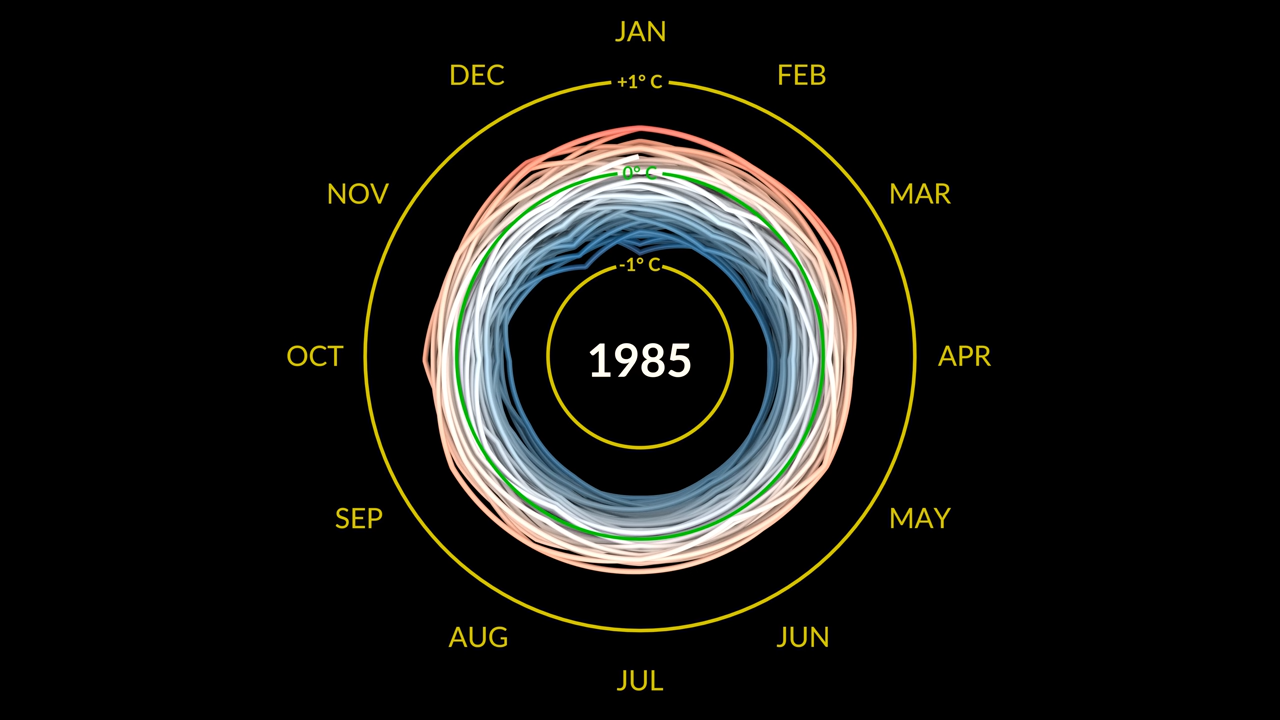 JAN
DEC
+1° C
FEB
NOV
0° C
MAR
-1° C
OCT
1985
APR
SEP
MAY
AUG
JUN
JUL